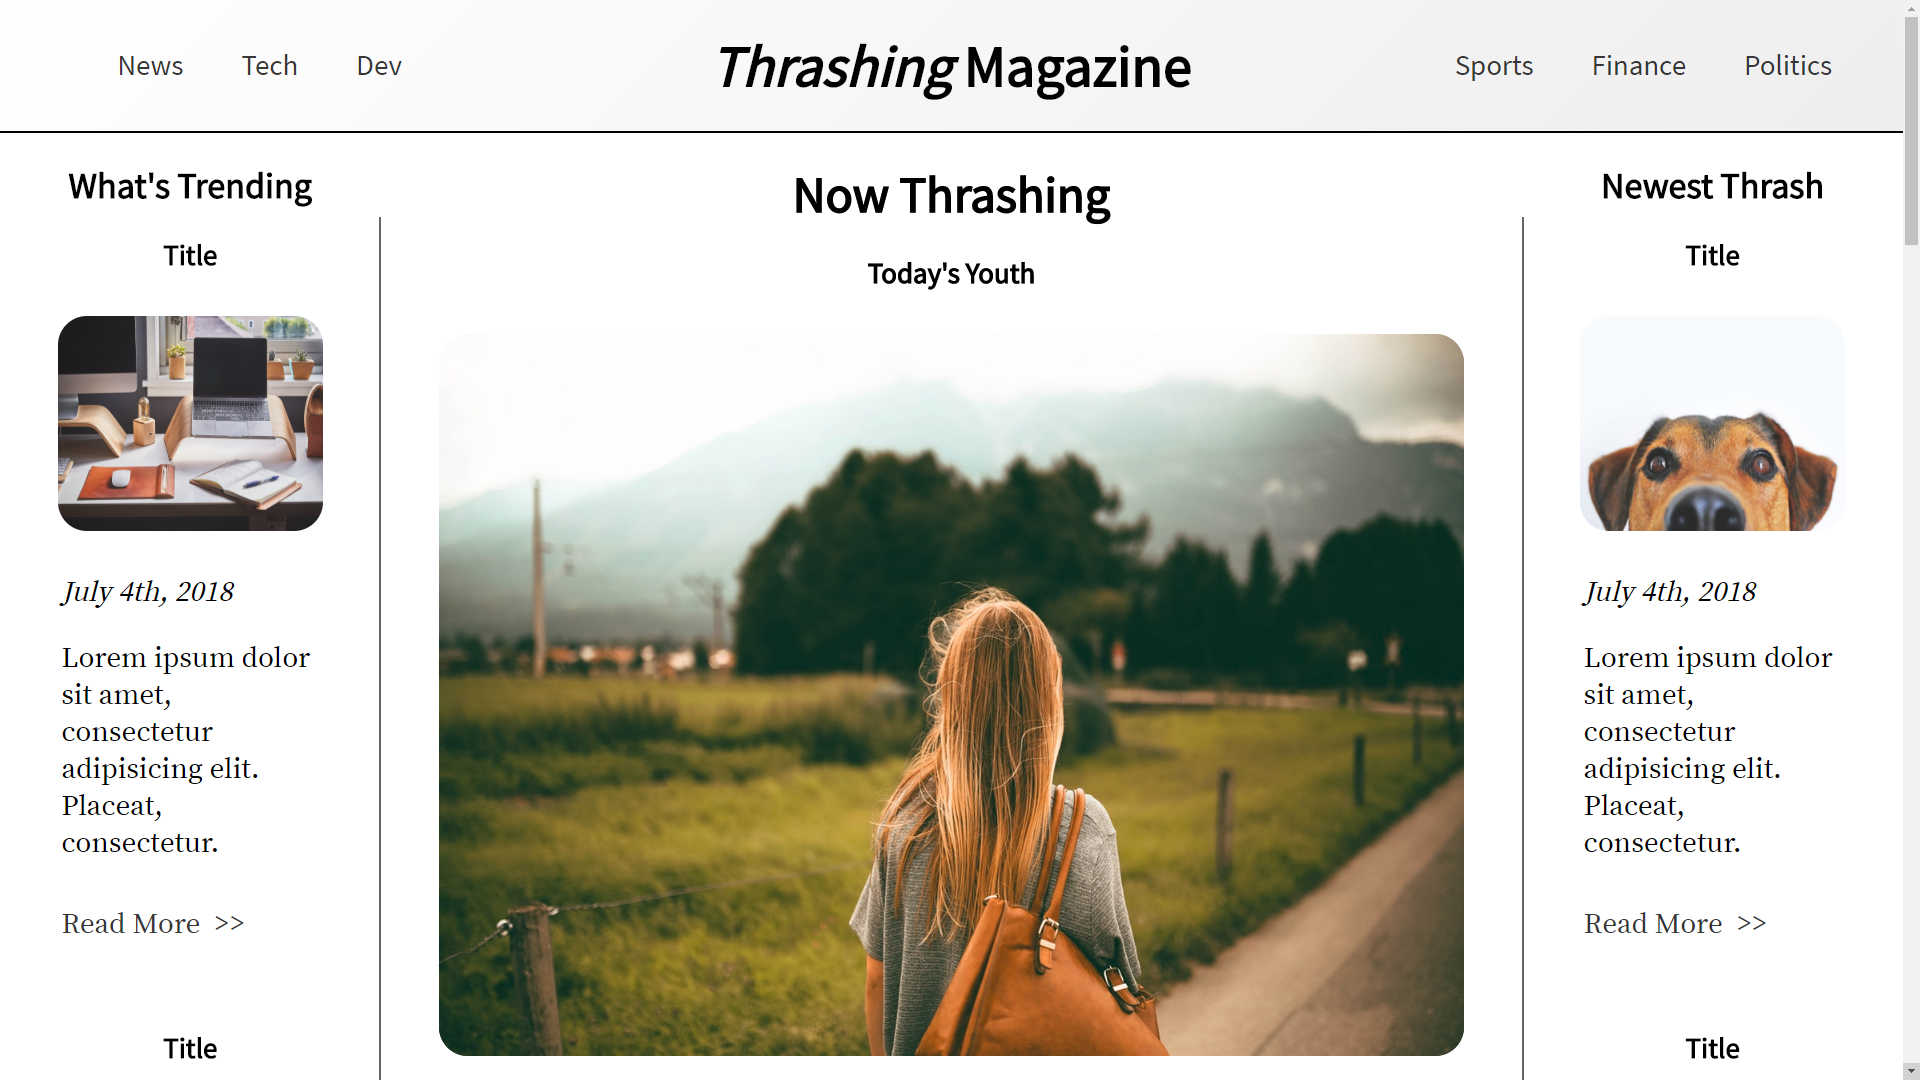 News Tech Dev Thrashing Magazine Sports Finance Politics
What's Trending
Title
July 4th, 2018
Lorem ipsum dolor
sit amet,
consectetur
adipisicing elit.
Placeat,
consectetur.
Read More >>
Title
Now Thrashing
Today's Youth
Newest Thrash
Title
July 4th, 2018
Lorem ipsum dolor
sit amet,
consectetur
adipisicing elit.
Placeat,
consectetur.
Read More >>
Title